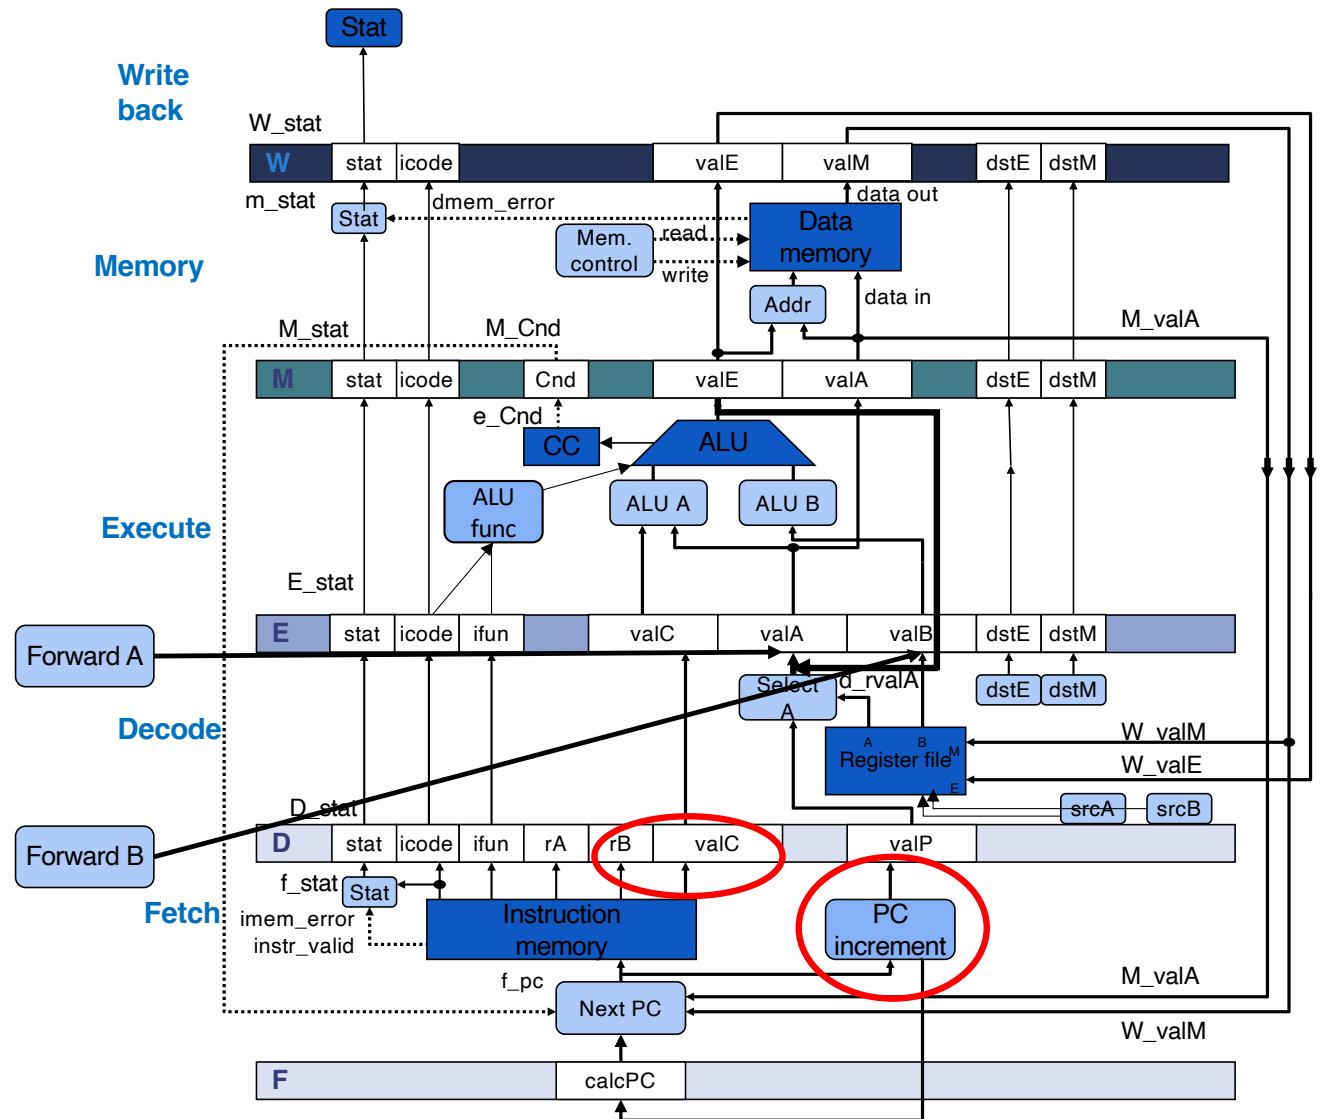 Stat
Write
back
W_stat
W
stat
icode
valE
valM
dstE
dstM
m_stat
Stat
dmem_error
data out
Mem.
control
read
write
Data
memory
Memory
Addr
data in
M_stat
M_Cnd
M_valA
M
stat
icode
Cnd
valE
valA
dstE
dstM
e_Cnd
CC
ALU
ALU
func
ALU A
ALU B
Execute
E_stat
E
stat
icode
ifun
valC
valA
valB
dstE
dstM
Forward A
Select
A
d_rvalA
dstE
dstM
Decode
A
B
M
Register file
E
W_valM
W_valE
D_stat
srcA
srcB
Forward B
D
stat
icode
ifun
rA
rB
valC
valP
f_stat
Stat
Fetch
imem_error
instr_valid
Instruction
memory
PC
increment
f_pc
M_valA
Next PC
W_valM
F
calcPC